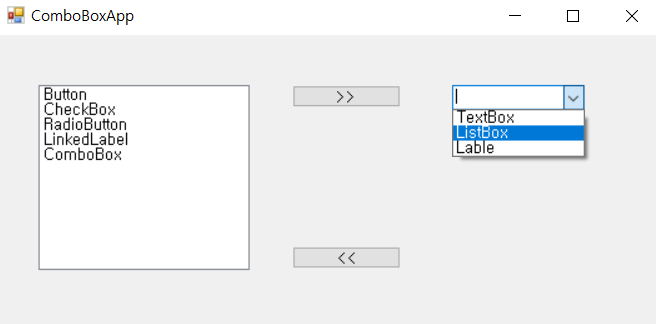 ComboBoxApp
Button
CheckBox
RadioButton
LinkedLabel
ComboBox
>>
<<
TextBox
ListBox
Lable